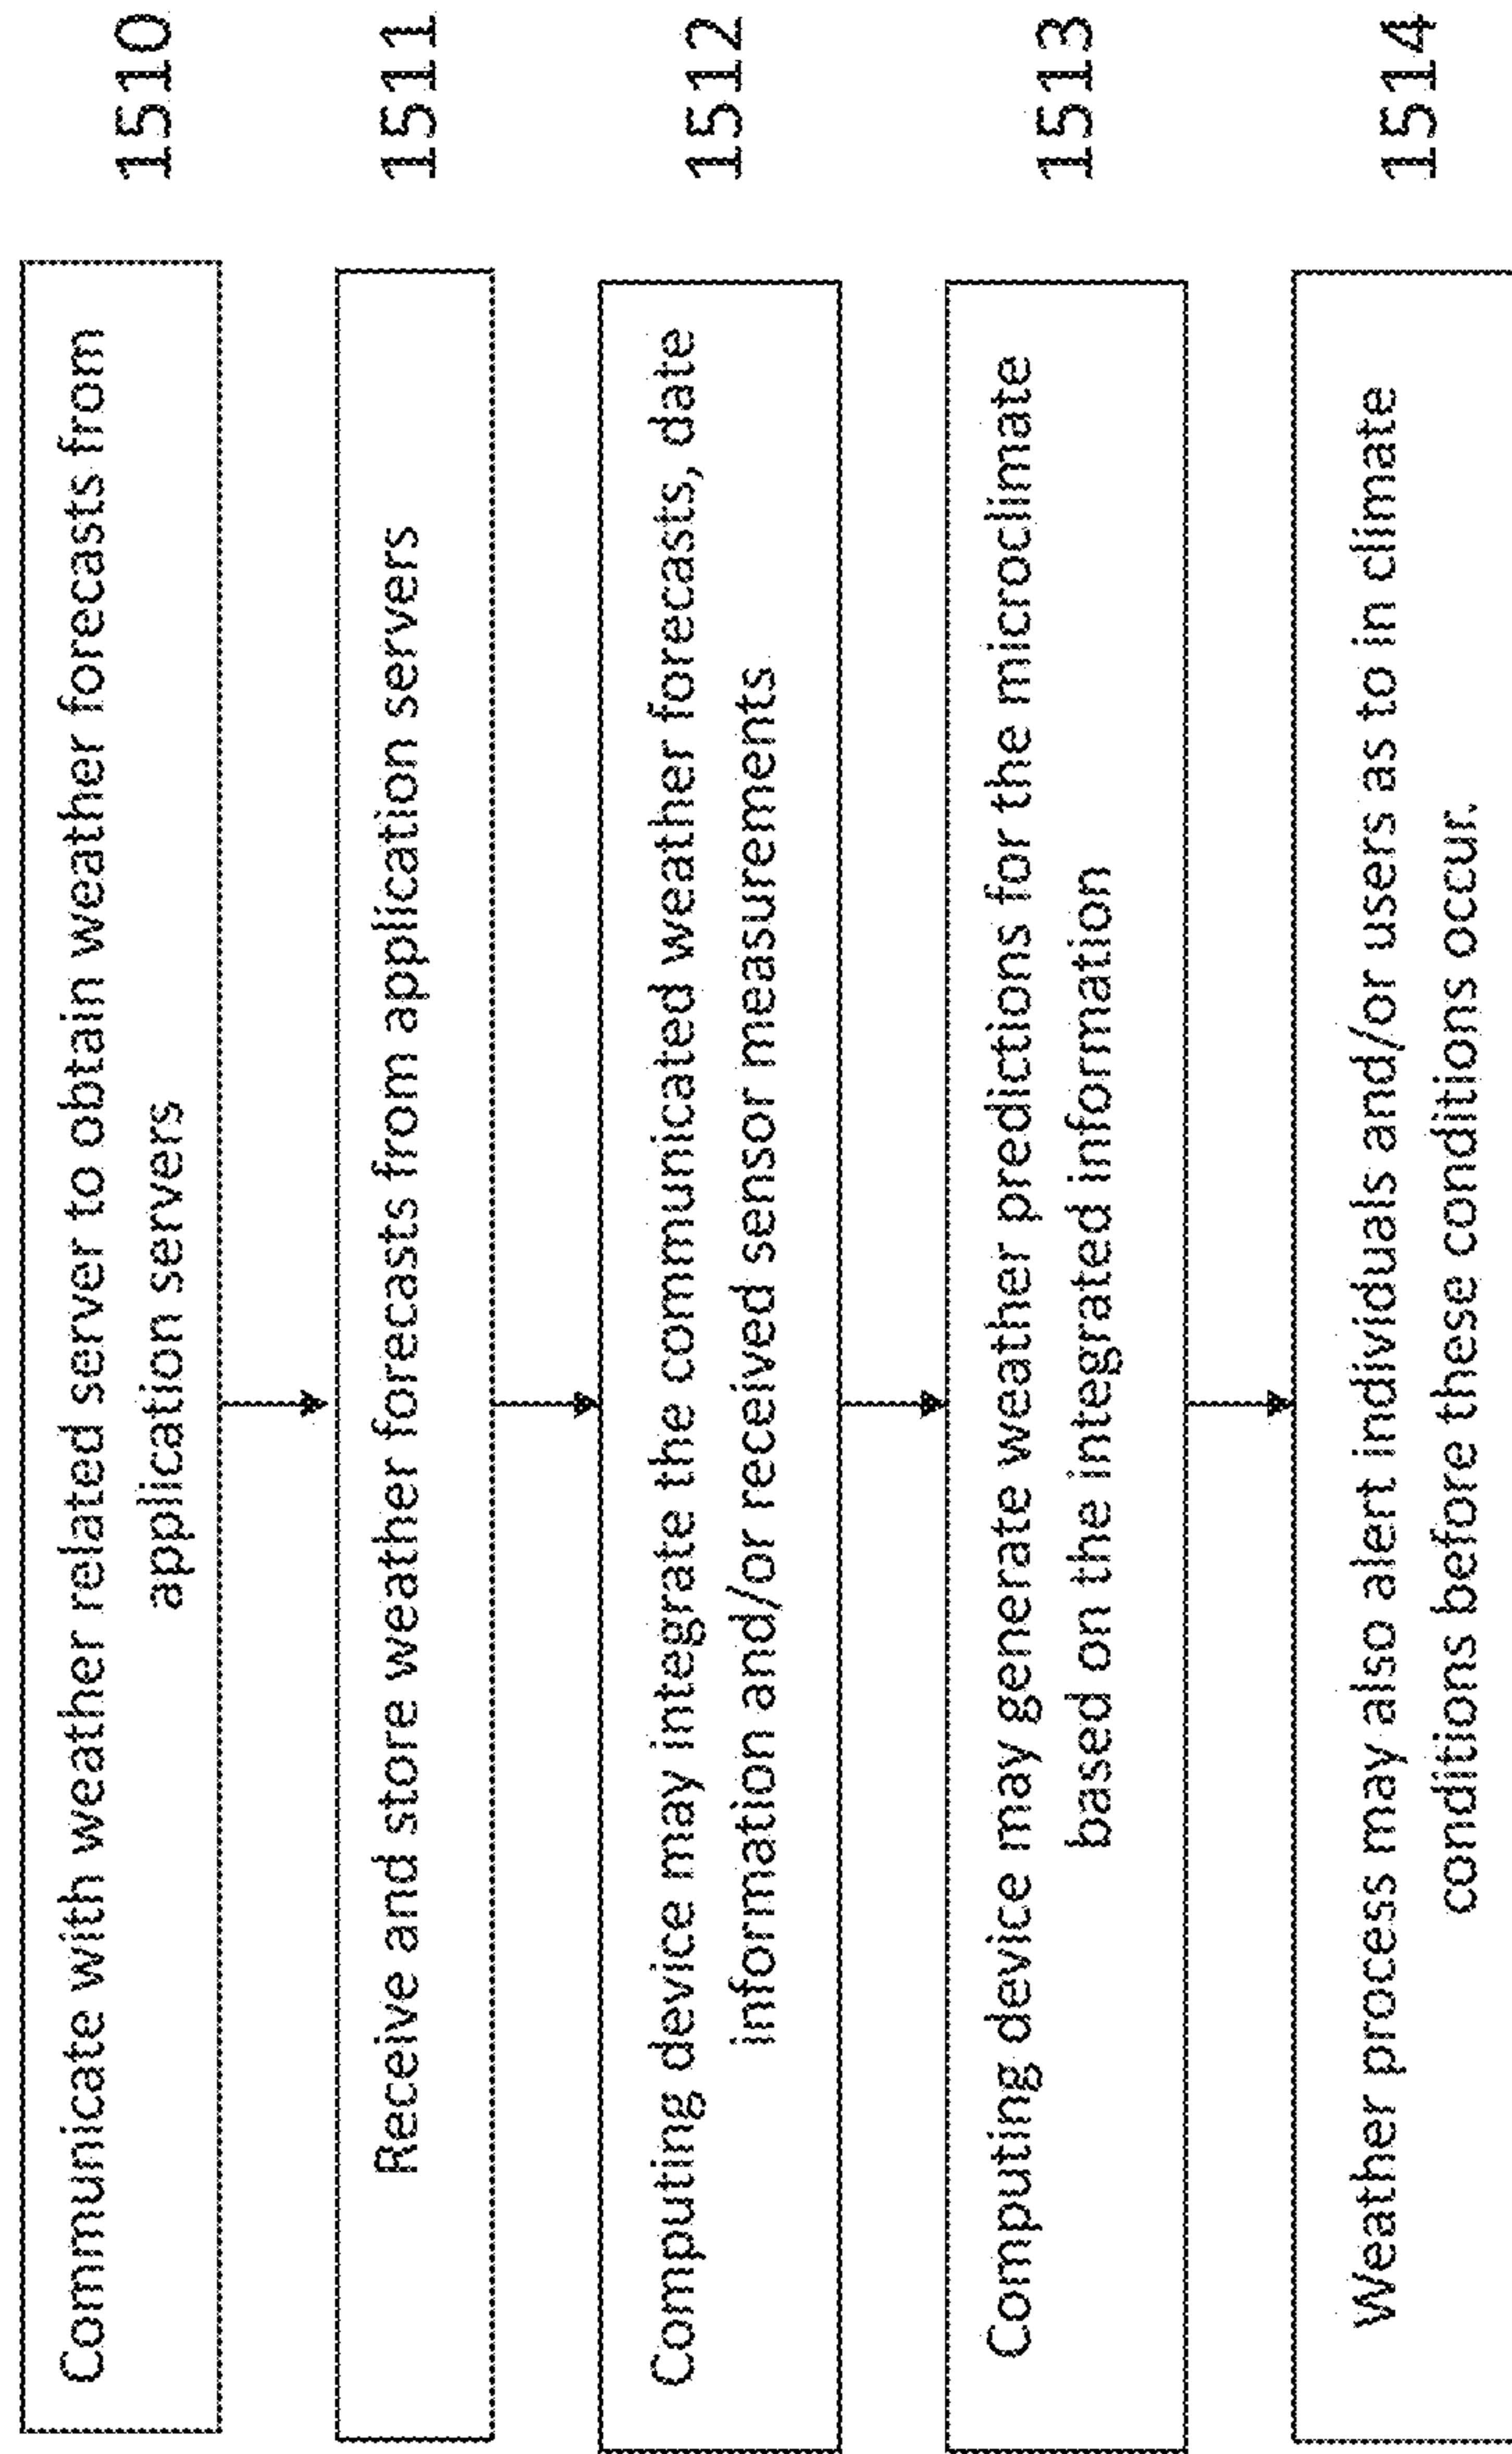 Communicate with weather related server to obtain weather forecasts from
application servers
1510
Receive and store weather forecasts from application servers
1511
Computing device may integrate the communicated weather forecasts, date
information and/or received sensor measurements
1512
Computing device may generate weather predictions for the microclimate
based on the integrated information
1513
Weather process may also alert individuals and/or users as to in climate
conditions before these conditions occur.
1514